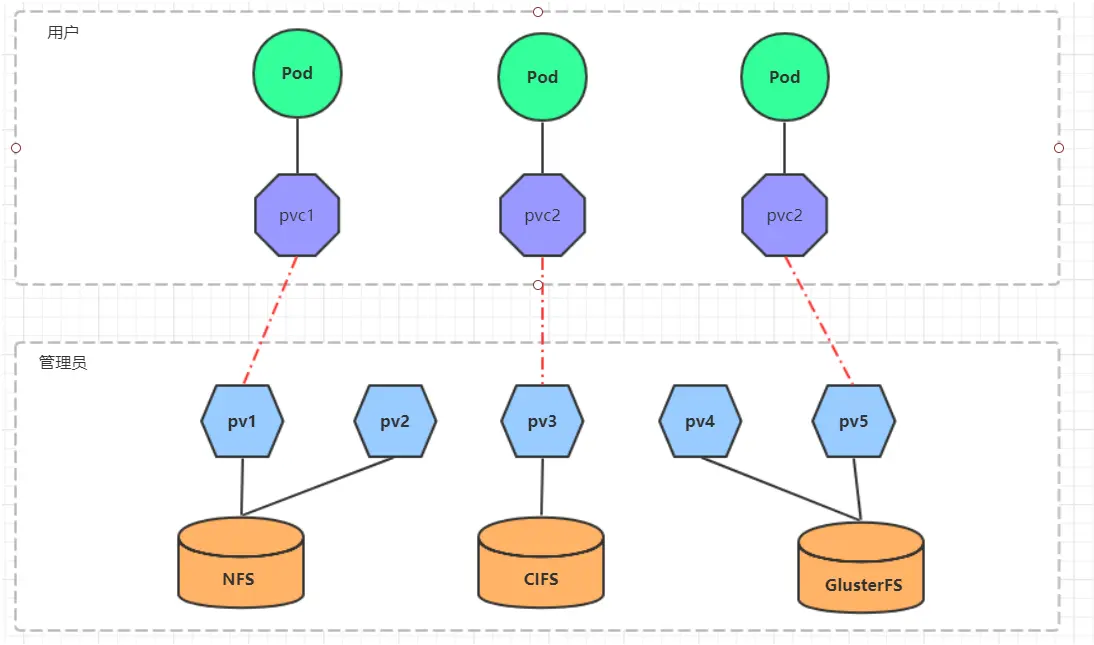 用户
Pod
Pod
Pod
pvc1
pvc2
pvc2
管理员
pv1
pv2
pv3
pv4
pv5
NFS
CIFS
GlusterFS